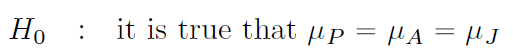 H₀ : it is true that μ_P = μ_A = μ_J